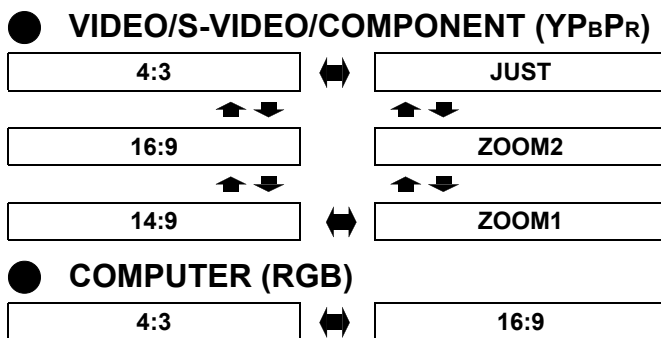 VIDEO/S-VIDEO/COMPONENT (YPBPR)
4:3 JUST
16:9 ZOOM2
14:9 ZOOM1
COMPUTER (RGB)
4:3 16:9